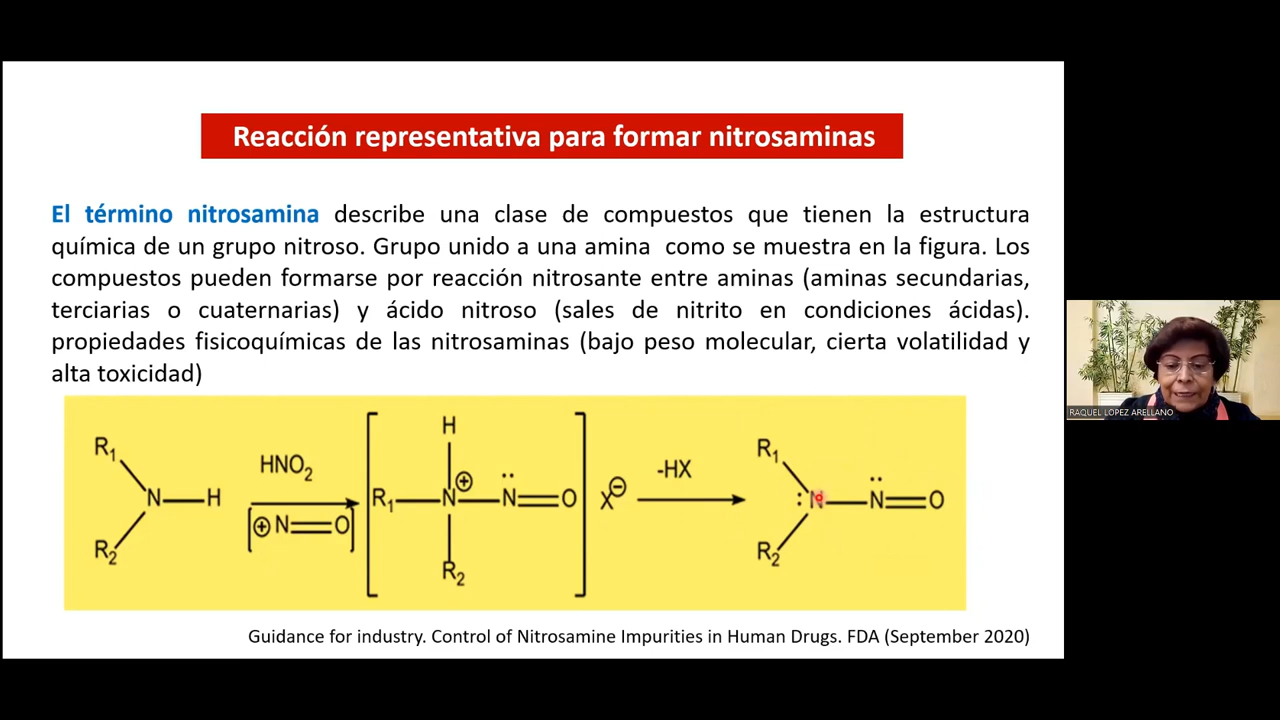 Reacción representativa para formar nitrosaminas
El término nitrosamina describe una clase de compuestos que tienen la estructura
química de un grupo nitroso. Grupo unido a una amina como se muestra en la figura. Los
compuestos pueden formarse por reacción nitrosante entre aminas (aminas secundarias,
terciarias o cuaternarias) y ácido nitroso (sales de nitrito en condiciones ácidas).
propiedades fisicoquímicas de las nitrosaminas (bajo peso molecular, cierta volatilidad y
alta toxicidad)
R₁
N—H
R₂
HNO₂
[⊕N=O]
H
R₁—N⊕—N̈=O
R₂
X⊖
-HX
R₁
:N—N̈=O
R₂
Guidance for industry. Control of Nitrosamine Impurities in Human Drugs. FDA (September 2020)
RAQUEL LOPEZ ARELLANO